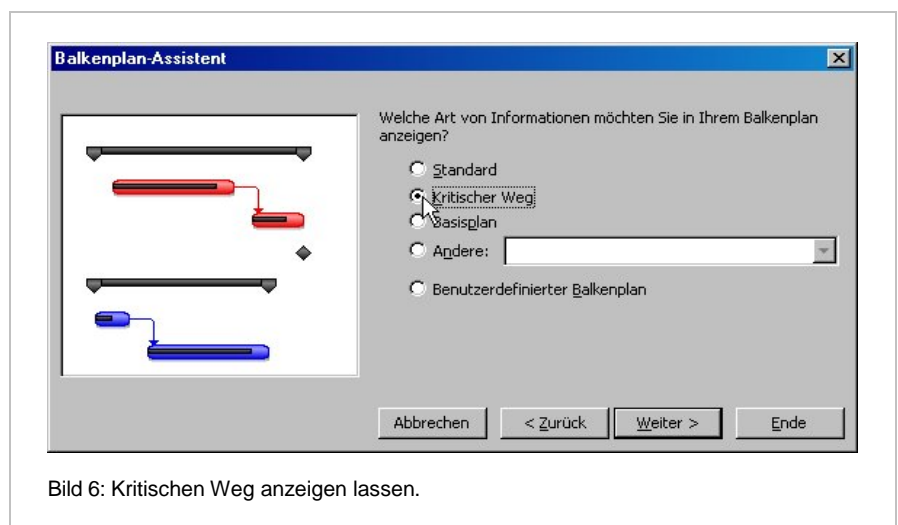 Balkenplan-Assistent
Welche Art von Informationen möchten Sie in Ihrem Balkenplan
anzeigen?
Standard
Kritischer Weg
Basisplan
Andere:
Benutzerdefinierter Balkenplan
Abbrechen
< Zurück
Weiter >
Ende
Bild 6: Kritischen Weg anzeigen lassen.